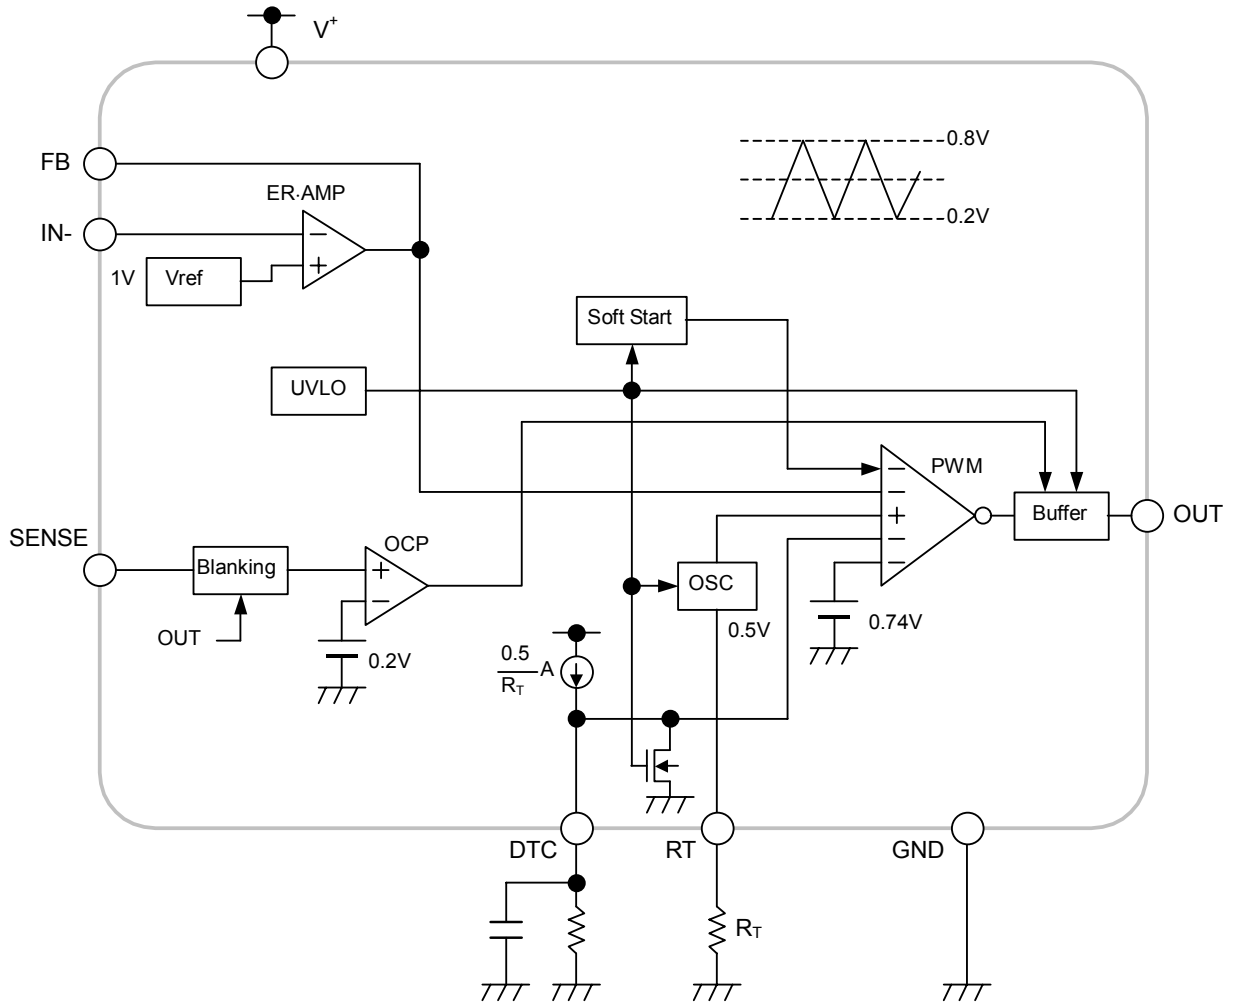 V+
FB
0.8V
ER·AMP
IN-
0.2V
1V
Vref
Soft Start
UVLO
PWM
Buffer
OUT
SENSE
OCP
Blanking
OSC
OUT
0.2V
0.5V
0.74V
0.5
RT
A
DTC
RT
GND
RT